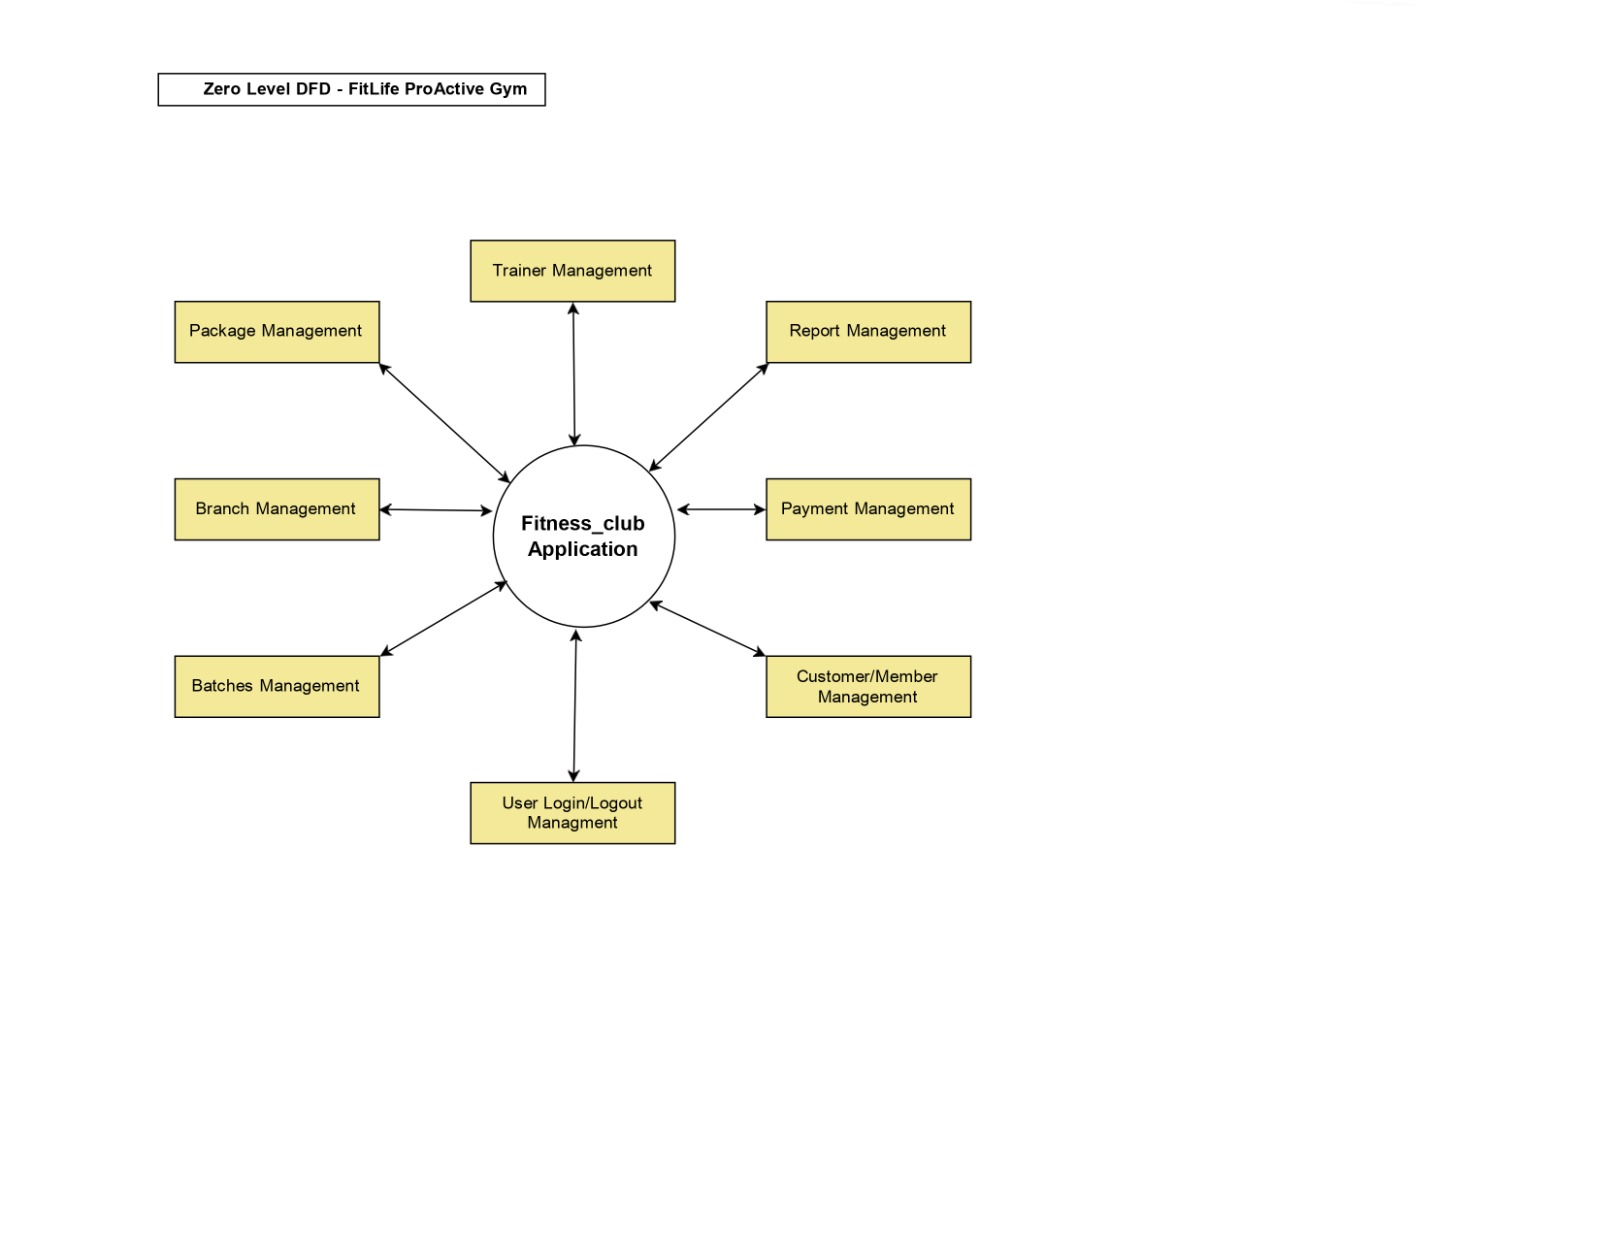 Zero Level DFD - FitLife ProActive Gym
Trainer Management
Package Management
Report Management
Branch Management
Payment Management
Fitness_club
Application
Batches Management
Customer/Member
Management
User Login/Logout
Managment